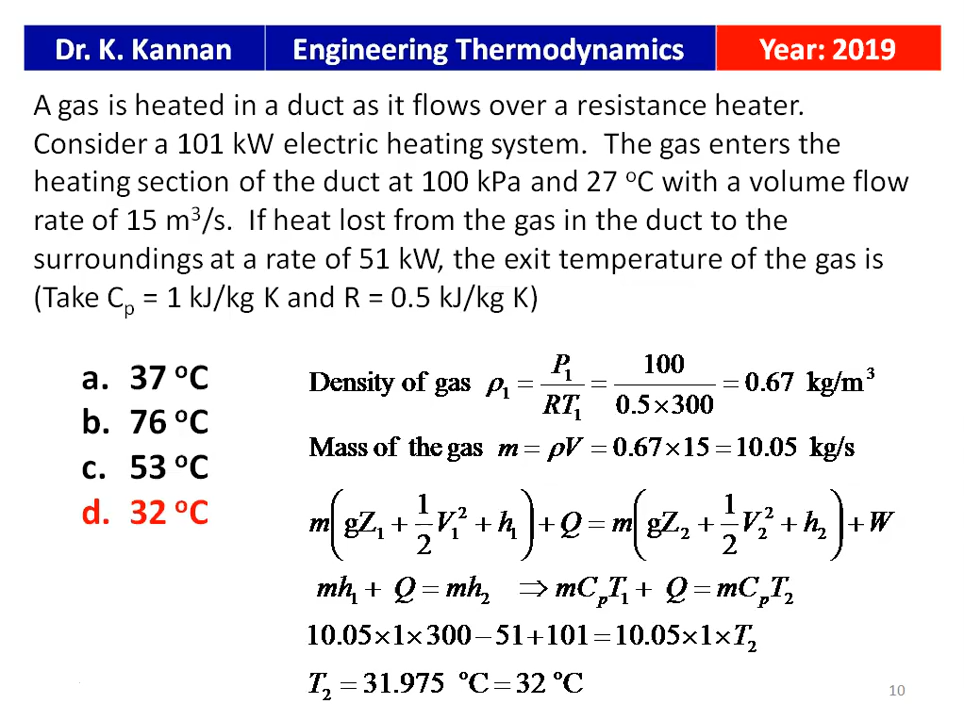 Dr. K. Kannan Engineering Thermodynamics Year: 2019
A gas is heated in a duct as it flows over a resistance heater.
Consider a 101 kW electric heating system. The gas enters the
heating section of the duct at 100 kPa and 27 °C with a volume flow
rate of 15 m³/s. If heat lost from the gas in the duct to the
surroundings at a rate of 51 kW, the exit temperature of the gas is
(Take Cₚ = 1 kJ/kg K and R = 0.5 kJ/kg K)
a. 37 °C
b. 76 °C
c. 53 °C
d. 32 °C
Density of gas ρ₁ = P₁/RT₁ = 100/0.5×300 = 0.67 kg/m³
Mass of the gas m = ρV = 0.67×15 = 10.05 kg/s
m(gZ₁ + 1/2 V₁² + h₁) + Q = m(gZ₂ + 1/2 V₂² + h₂) + W
mh₁ + Q = mh₂ ⇒ mCₚT₁ + Q = mCₚT₂
10.05×1×300−51+101=10.05×1×T₂
T₂ = 31.975 °C = 32 °C
10